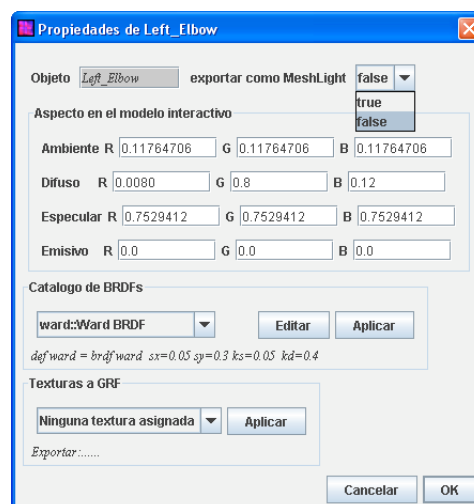 Propiedades de Left_Elbow
Objeto Left_Elbow exportar como MeshLight false
true
false
Aspecto en el modelo interactivo
Ambiente R 0.11764706 G 0.11764706 B 0.11764706
Difuso R 0.0080 G 0.8 B 0.12
Especular R 0.7529412 G 0.7529412 B 0.7529412
Emisivo R 0.0 G 0.0 B 0.0
Catalogo de BRDFs
ward::Ward BRDF Editar Aplicar
def ward = brdf ward sx=0.05 sy=0.3 ks=0.05 kd=0.4
Texturas a GRF
Ninguna textura asignada Aplicar
Exportar:......
Cancelar OK